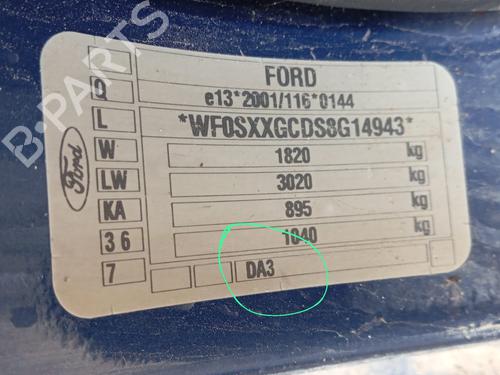 B-PARTS
FORD
Q
e13*2001/116*0144
L
*WF0SXXGCDS8G14943*
W
1820 kg
LW
3020 kg
KA
895 kg
3 6
1040 kg
7
DA3
Ford